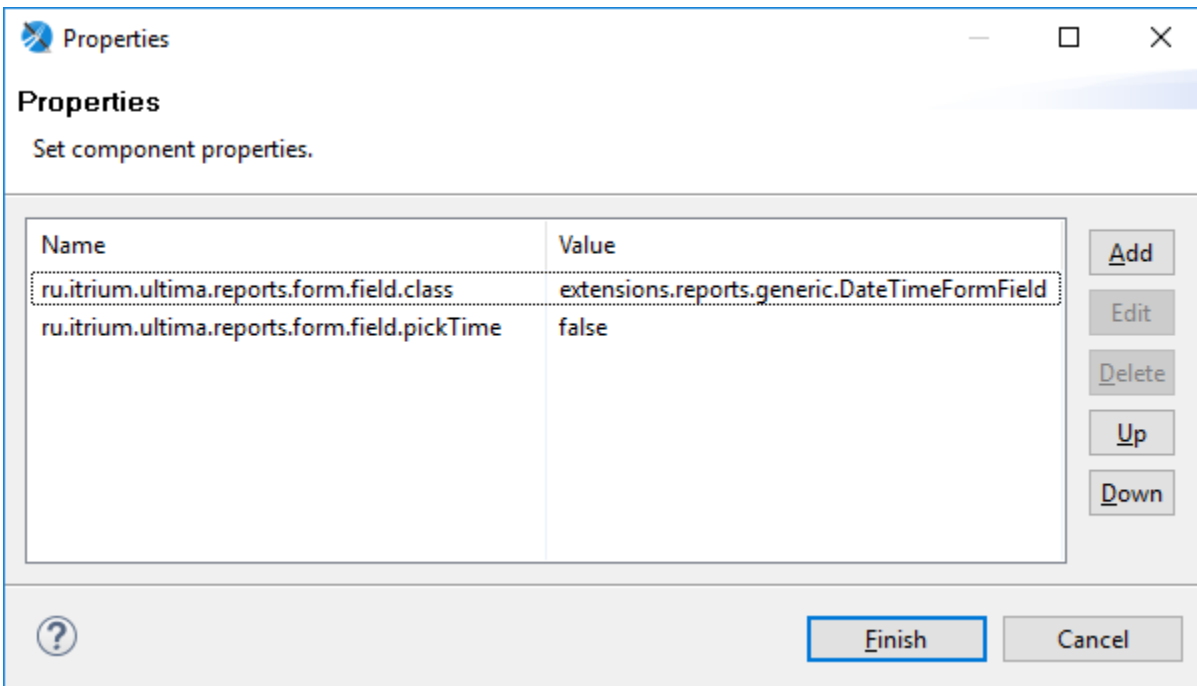 Properties
Properties
Set component properties.
Name Value
ru.itrium.ultima.reports.form.field.class extensions.reports.generic.DateTimeFormField
ru.itrium.ultima.reports.form.field.pickTime false
Add
Edit
Delete
Up
Down
?
Finish Cancel